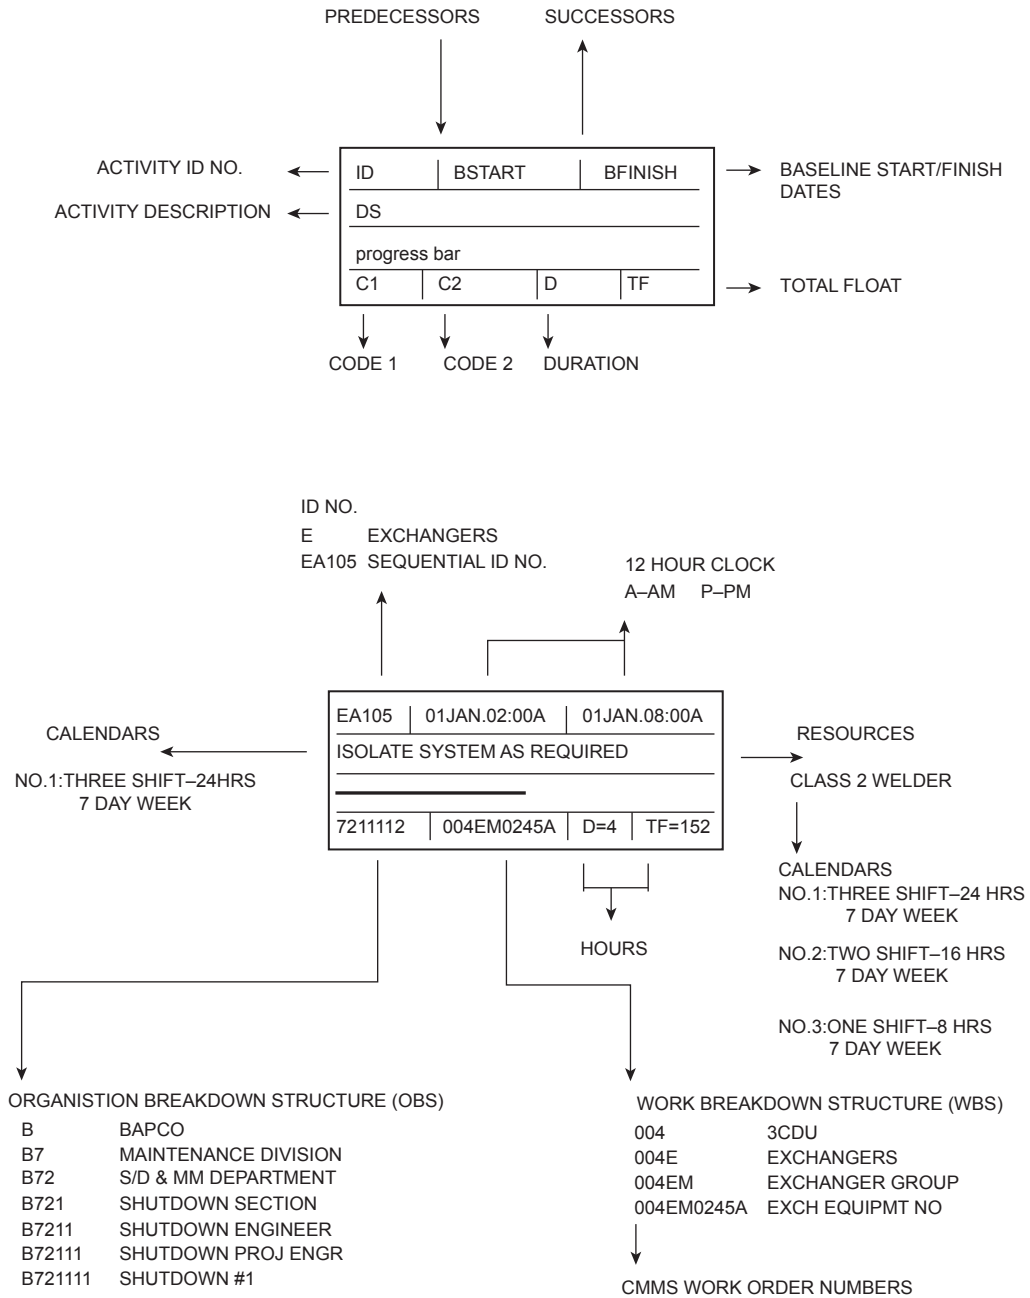 PREDECESSORS SUCCESSORS
ACTIVITY ID NO.
ID BSTART BFINISH
BASELINE START/FINISH
DATES
ACTIVITY DESCRIPTION
DS
progress bar
C1 C2 D TF
TOTAL FLOAT
CODE 1 CODE 2 DURATION
ID NO.
E EXCHANGERS
EA105 SEQUENTIAL ID NO.
12 HOUR CLOCK
A–AM P–PM
EA105 01JAN.02:00A 01JAN.08:00A
CALENDARS
NO.1:THREE SHIFT–24HRS
7 DAY WEEK
ISOLATE SYSTEM AS REQUIRED
7211112 004EM0245A D=4 TF=152
RESOURCES
CLASS 2 WELDER
CALENDARS
NO.1:THREE SHIFT–24 HRS
7 DAY WEEK
NO.2:TWO SHIFT–16 HRS
7 DAY WEEK
NO.3:ONE SHIFT–8 HRS
7 DAY WEEK
HOURS
ORGANISTION BREAKDOWN STRUCTURE (OBS)
B BAPCO
B7 MAINTENANCE DIVISION
B72 S/D & MM DEPARTMENT
B721 SHUTDOWN SECTION
B7211 SHUTDOWN ENGINEER
B72111 SHUTDOWN PROJ ENGR
B721111 SHUTDOWN #1
WORK BREAKDOWN STRUCTURE (WBS)
004 3CDU
004E EXCHANGERS
004EM EXCHANGER GROUP
004EM0245A EXCH EQUIPMT NO
CMMS WORK ORDER NUMBERS